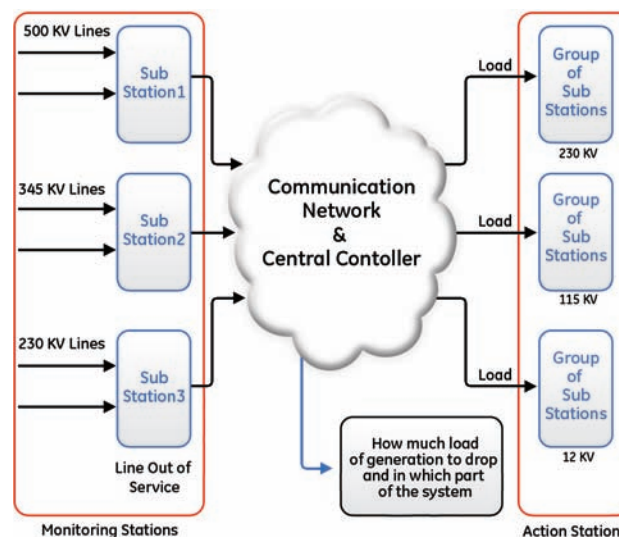 500 KV Lines
Sub
Station1
345 KV Lines
Sub
Station2
230 KV Lines
Sub
Station3
Line Out of
Service
Monitoring Stations
Communication
Network
&
Central Contoller
How much load
of generation to drop
and in which part
of the system
Load
Group
of
Sub
Stations
230 KV
Load
Group
of
Sub
Stations
115 KV
Load
Group
of
Sub
Stations
12 KV
Action Station